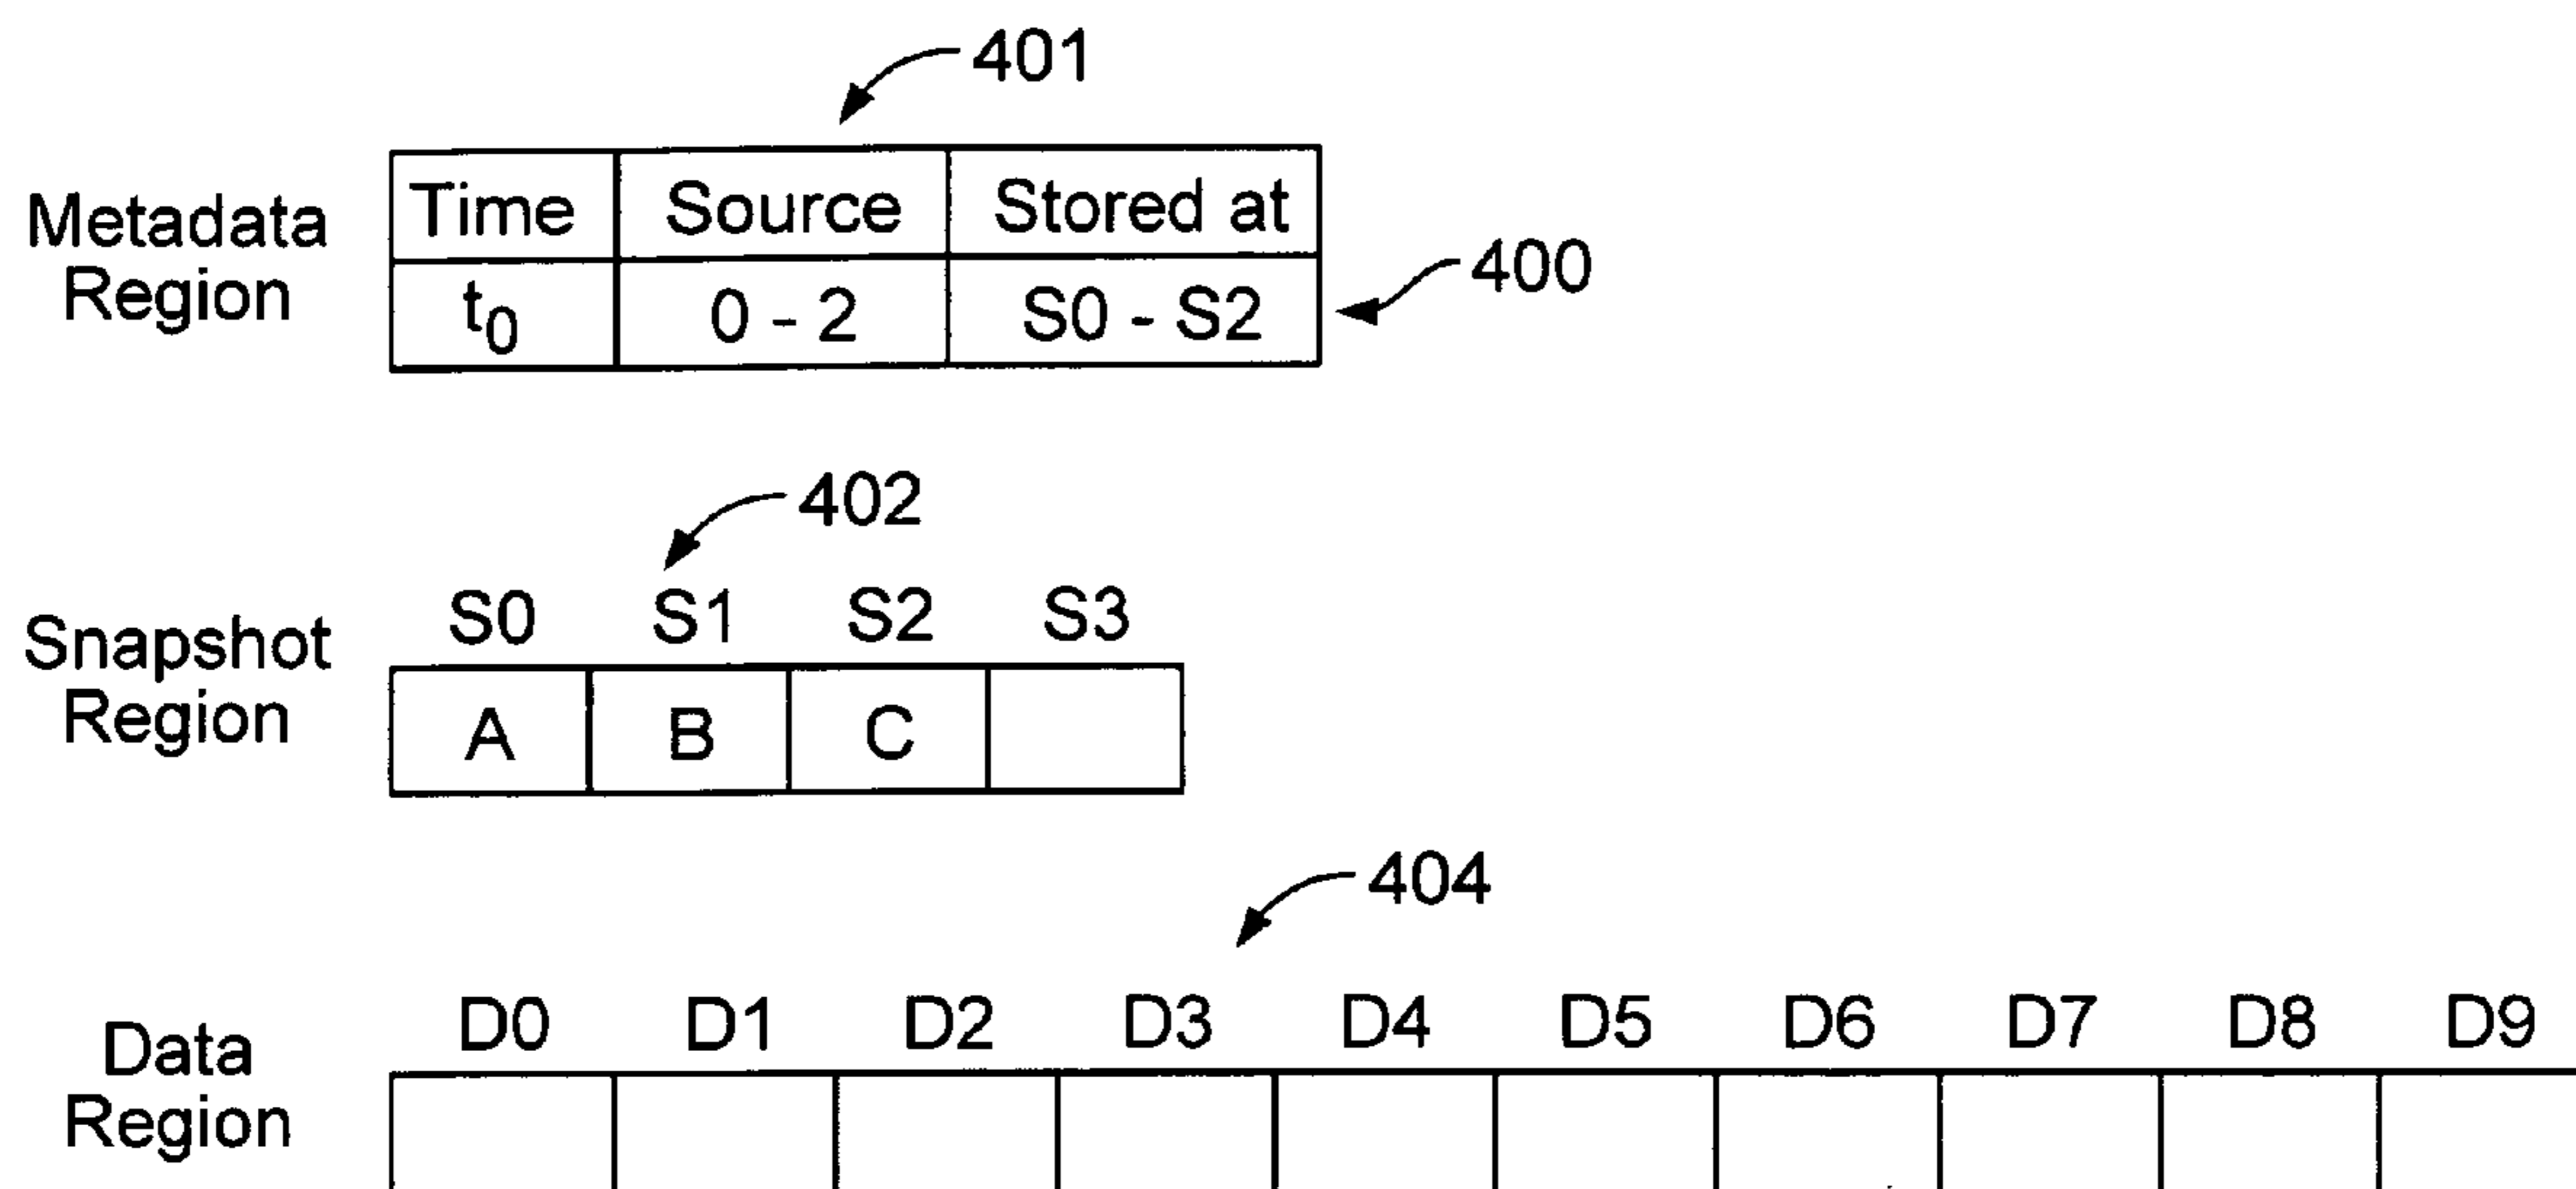 401
Metadata
Region
Time Source Stored at
t0 0 - 2 S0 - S2
400
402
Snapshot
Region
S0 S1 S2 S3
A B C
404
Data
Region
D0 D1 D2 D3 D4 D5 D6 D7 D8 D9